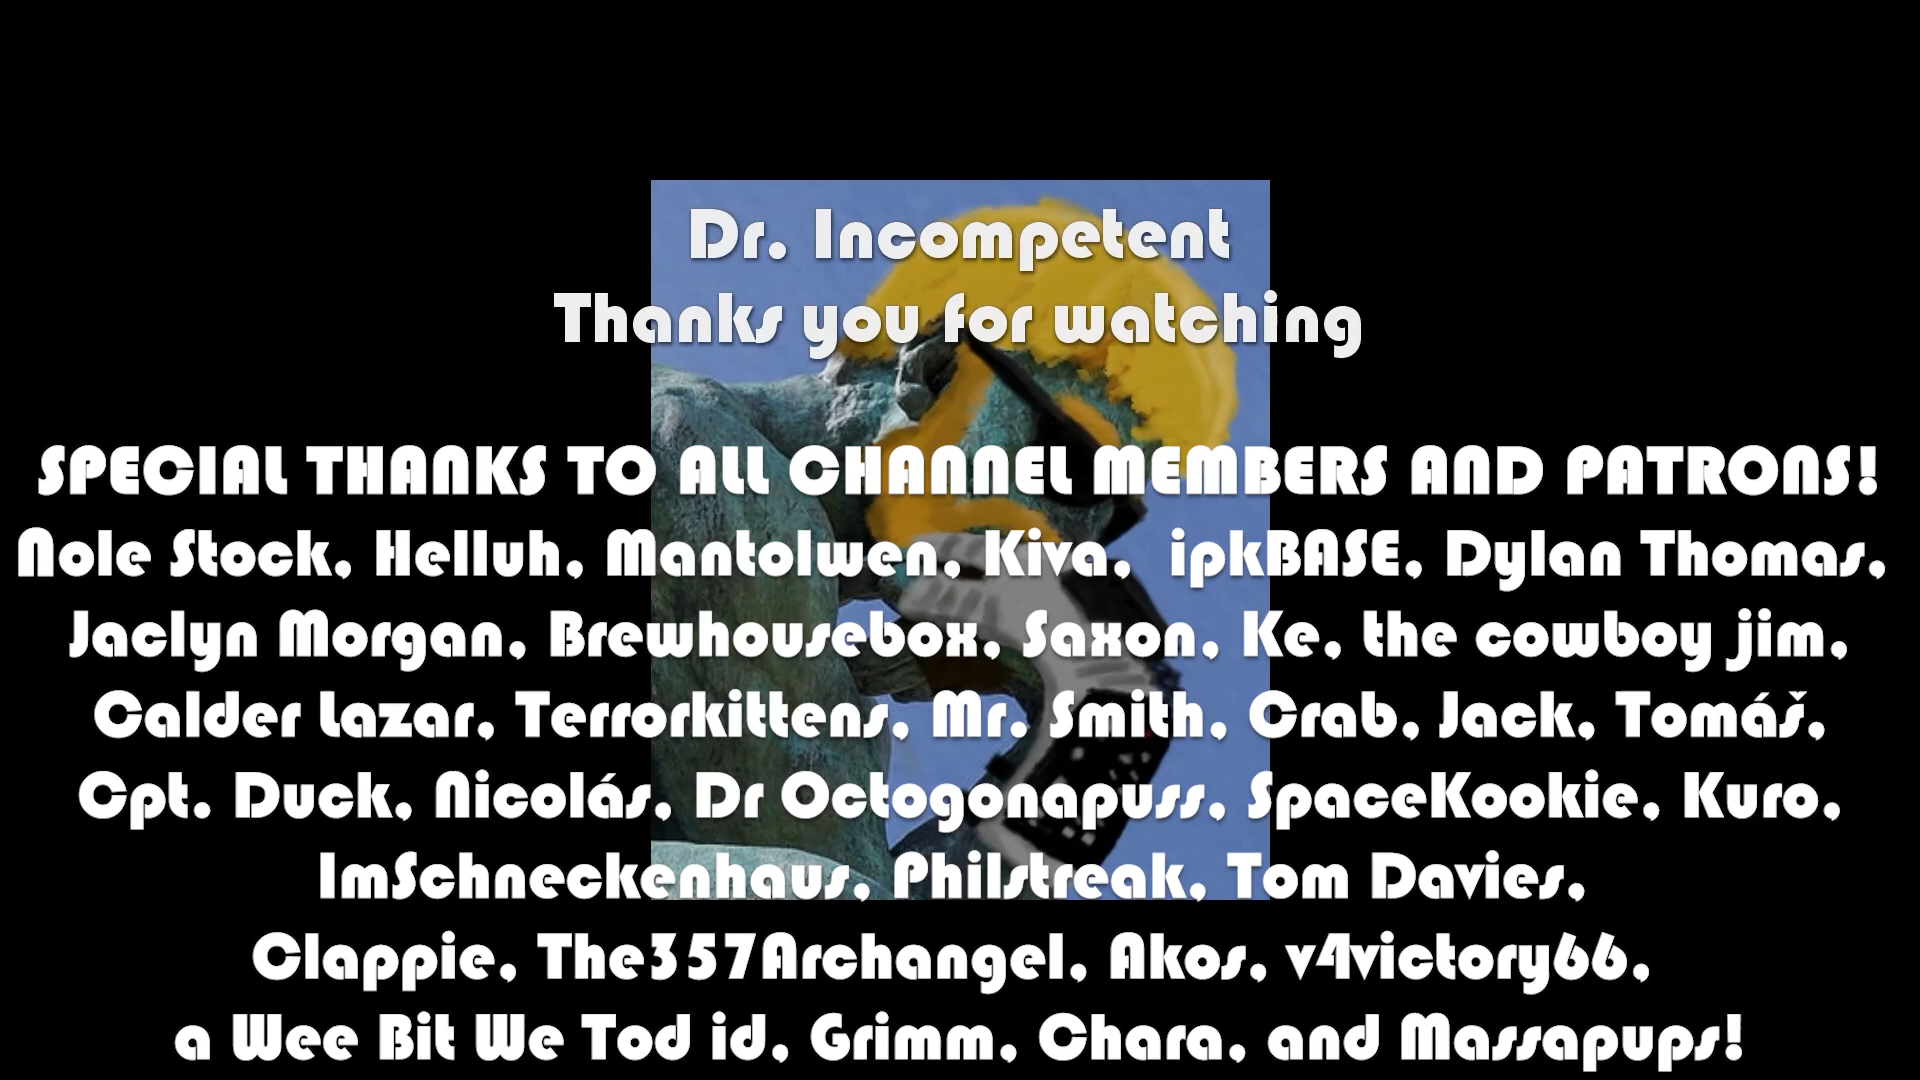 Dr. Incompetent
Thanks you for watching
SPECIAL THANKS TO ALL CHANNEL MEMBERS AND PATRONS!
Nole Stock, Helluh, Mantolwen, Kiva,  ipkBASE, Dylan Thomas,
Jaclyn Morgan, Brewhousebox, Saxon, Ke, the cowboy jim,
Calder Lazar, Terrorkittens, Mr. Smith, Crab, Jack, Tomáš,
Cpt. Duck, Nicolás, Dr Octogonapuss, SpaceKookie, Kuro,
ImSchneckenhaus, Philstreak, Tom Davies,
Clappie, The357Archangel, Akos, v4victory66,
a Wee Bit We Tod id, Grimm, Chara, and Massapups!